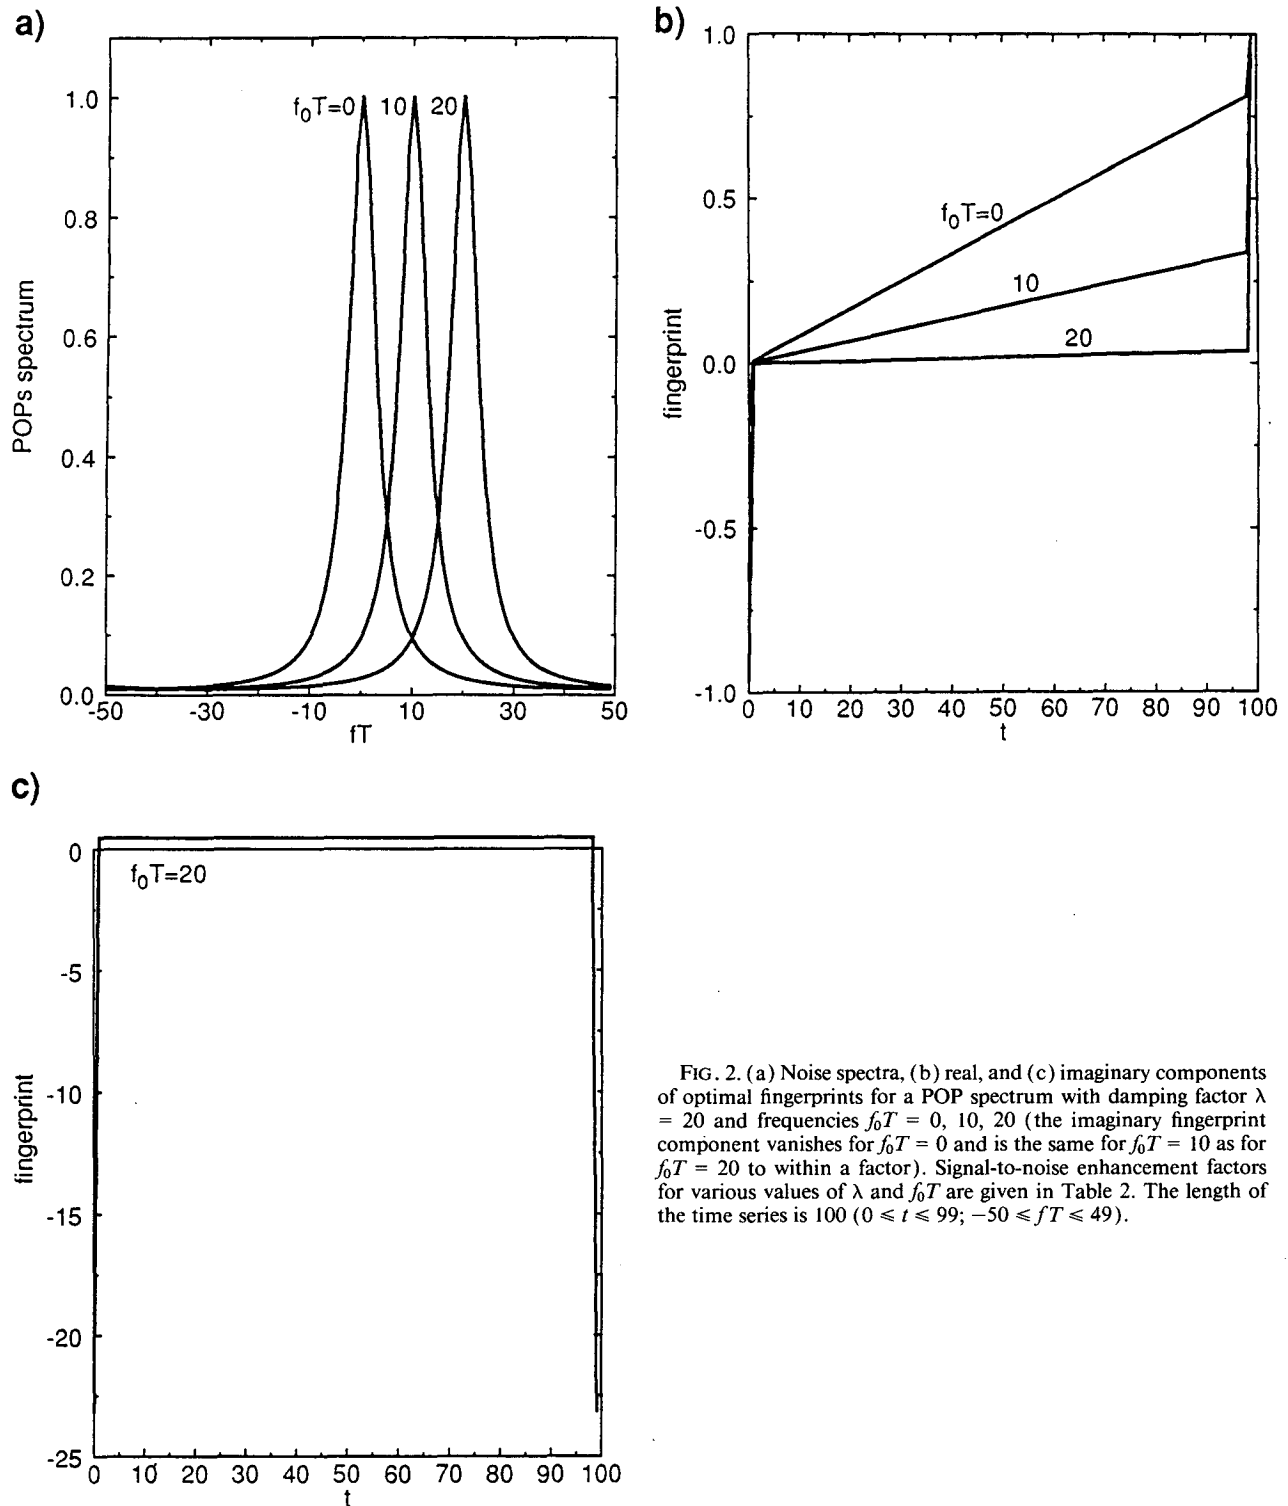 a)
POPs spectrum
1.0
0.8
0.6
0.4
0.2
0.0
f₀T=0 10 20
-50 -30 -10 10 30 50
fT
b)
fingerprint
1.0
0.5
0.0
-0.5
-1.0
f₀T=0
10
20
0 10 20 30 40 50 60 70 80 90 100
t
c)
fingerprint
0
-5
-10
-15
-20
-25
f₀T=20
0 10 20 30 40 50 60 70 80 90 100
t
FIG. 2. (a) Noise spectra, (b) real, and (c) imaginary components
of optimal fingerprints for a POP spectrum with damping factor λ
= 20 and frequencies f₀T = 0, 10, 20 (the imaginary fingerprint
component vanishes for f₀T = 0 and is the same for f₀T = 10 as for
f₀T = 20 to within a factor). Signal-to-noise enhancement factors
for various values of λ and f₀T are given in Table 2. The length of
the time series is 100 (0 ⩽ t ⩽ 99; −50 ⩽ fT ⩽ 49).